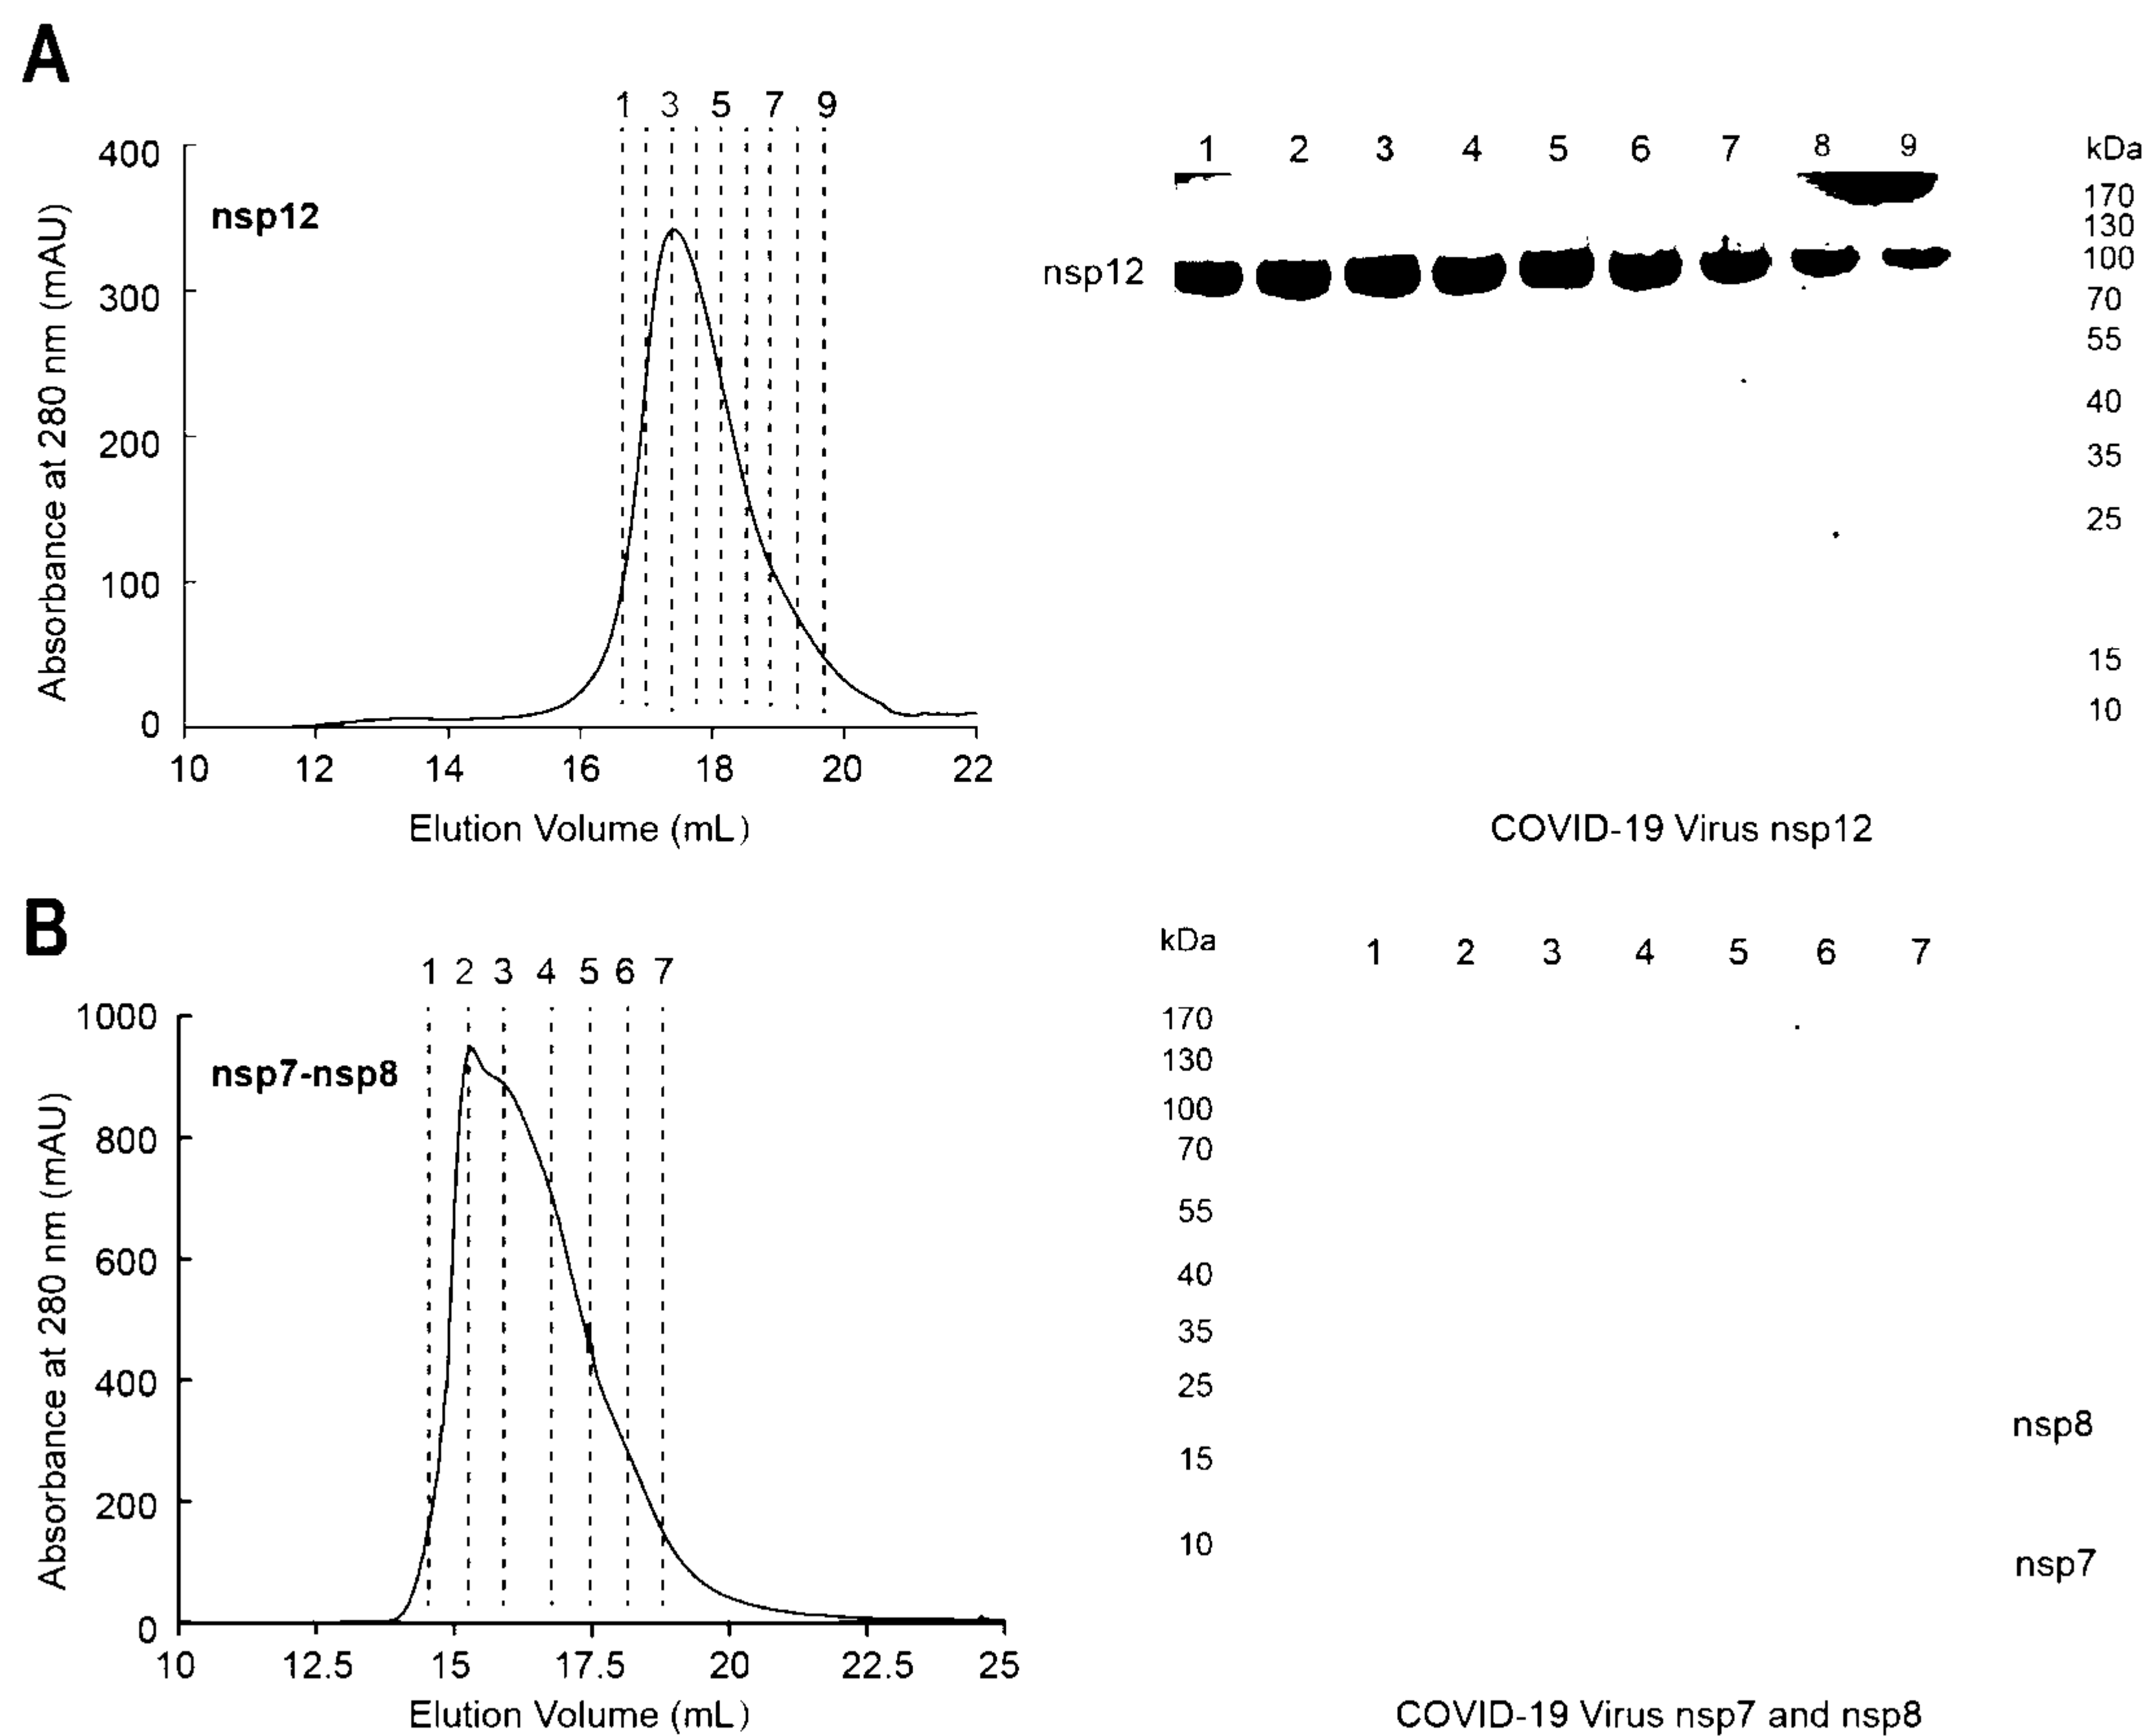 A
1 3 5 7 9
400
300
200
100
0
nsp12
Absorbance at 280 nm (mAU)
10 12 14 16 18 20 22
Elution Volume (mL)
1 2 3 4 5 6 7 8 9 kDa
nsp12
170
130
100
70
55
40
35
25
15
10
COVID-19 Virus nsp12
B
1 2 3 4 5 6 7
1000
800
600
400
200
0
nsp7-nsp8
Absorbance at 280 nm (mAU)
10 12.5 15 17.5 20 22.5 25
Elution Volume (mL)
kDa 1 2 3 4 5 6 7
170
130
100
70
55
40
35
25
15
10
nsp8
nsp7
COVID-19 Virus nsp7 and nsp8